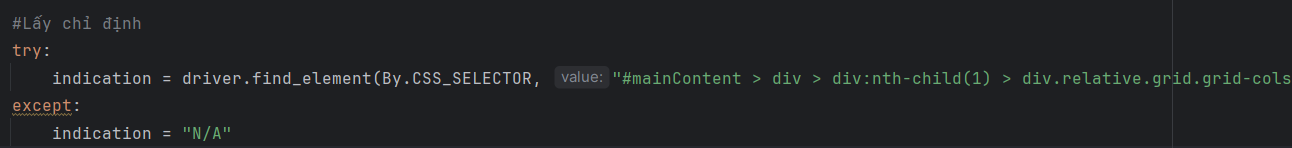 #Lấy chỉ định
try:
    indication = driver.find_element(By.CSS_SELECTOR, value: "#mainContent > div > div:nth-child(1) > div.relative.grid.grid-cols
except:
    indication = "N/A"